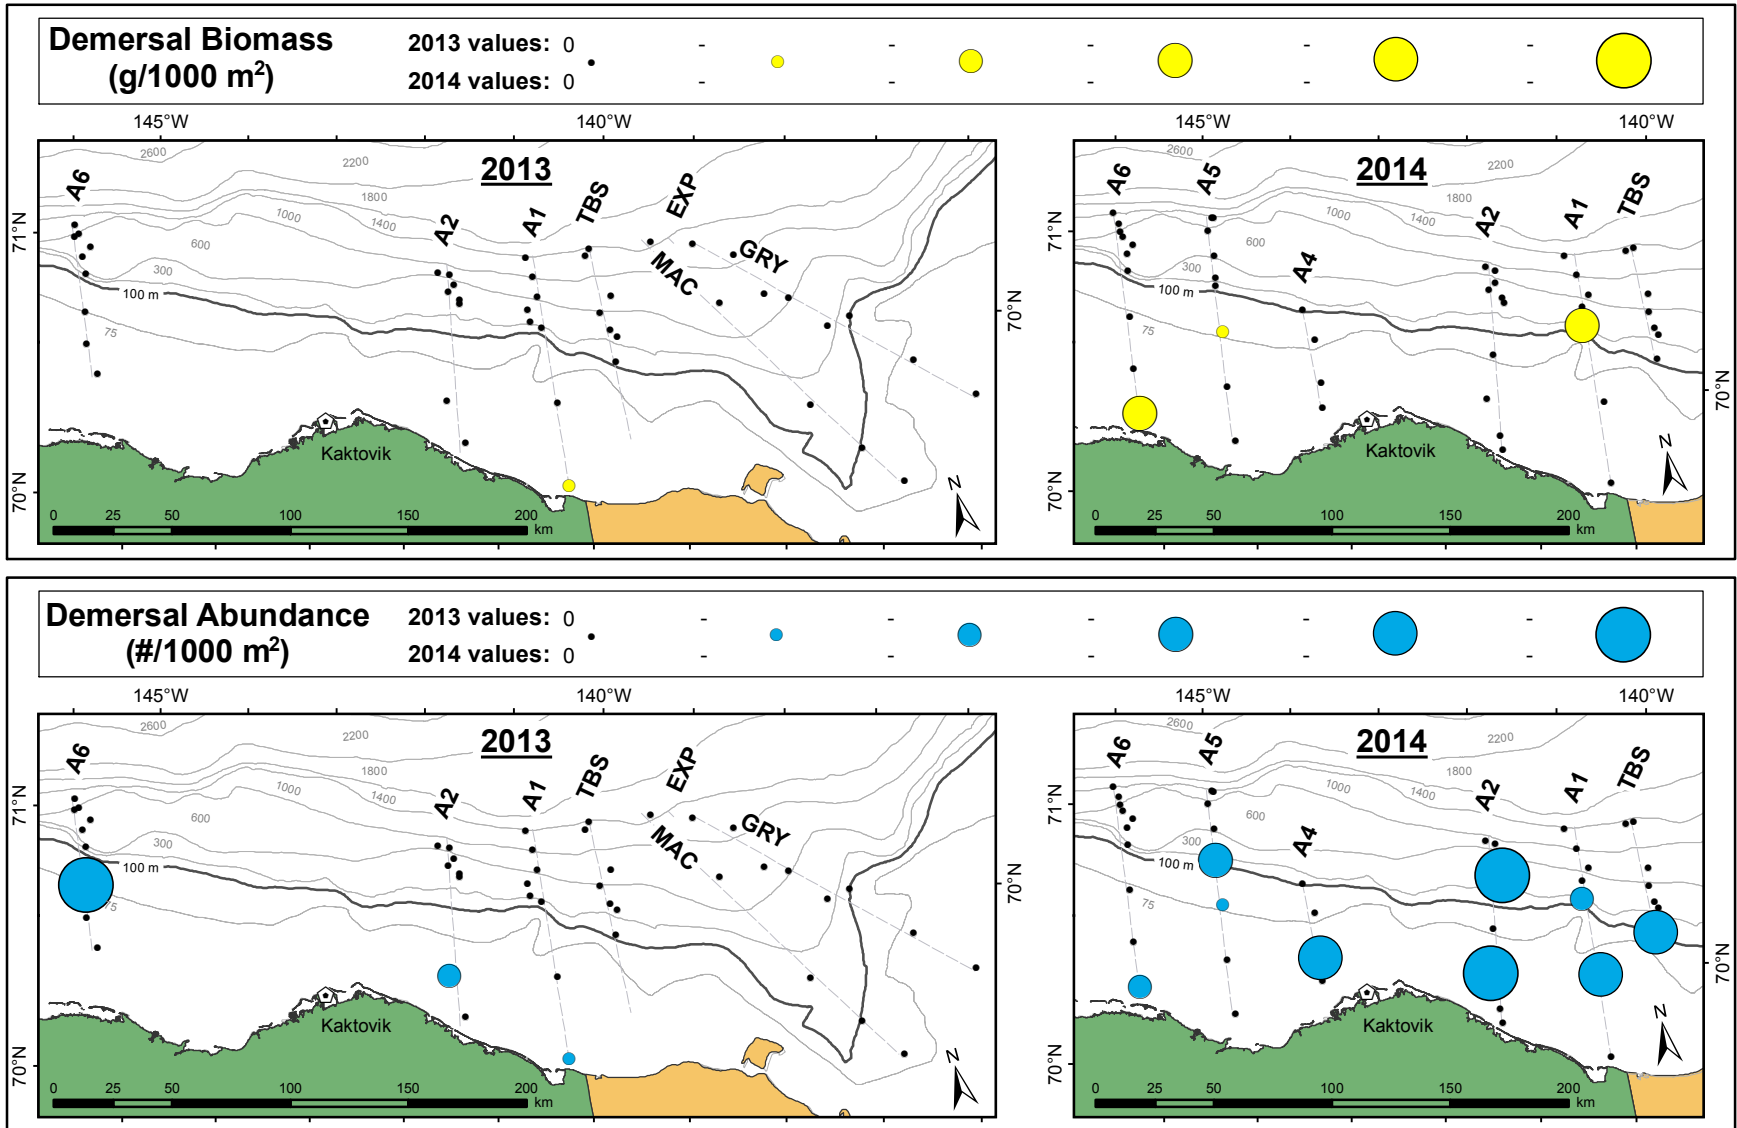 Demersal Biomass
(g/1000 m²)
2013 values: 0 - - - - -
2014 values: 0 - - - - -
145°W 140°W 145°W 140°W
2013
2600
2200
1800
1400
1000
600
300
100 m
75
A6
A2
A1
TBS
EXP
MAC
GRY
71°N
70°N
70°N
Kaktovik
N
0 25 50 100 150 200 km
2014
2600
2200
1800
1400
1000
600
300
100 m
75
A6
A5
A4
A2
A1
TBS
71°N
70°N
70°N
Kaktovik
N
0 25 50 100 150 200 km
Demersal Abundance
(#/1000 m²)
2013 values: 0 - - - - -
2014 values: 0 - - - - -
145°W 140°W 145°W 140°W
2013
2600
2200
1800
1400
1000
600
300
100 m
75
A6
A2
A1
TBS
EXP
MAC
GRY
71°N
70°N
70°N
Kaktovik
N
0 25 50 100 150 200 km
2014
2600
2200
1800
1400
1000
600
300
100 m
75
A6
A5
A4
A2
A1
TBS
71°N
70°N
70°N
Kaktovik
N
0 25 50 100 150 200 km